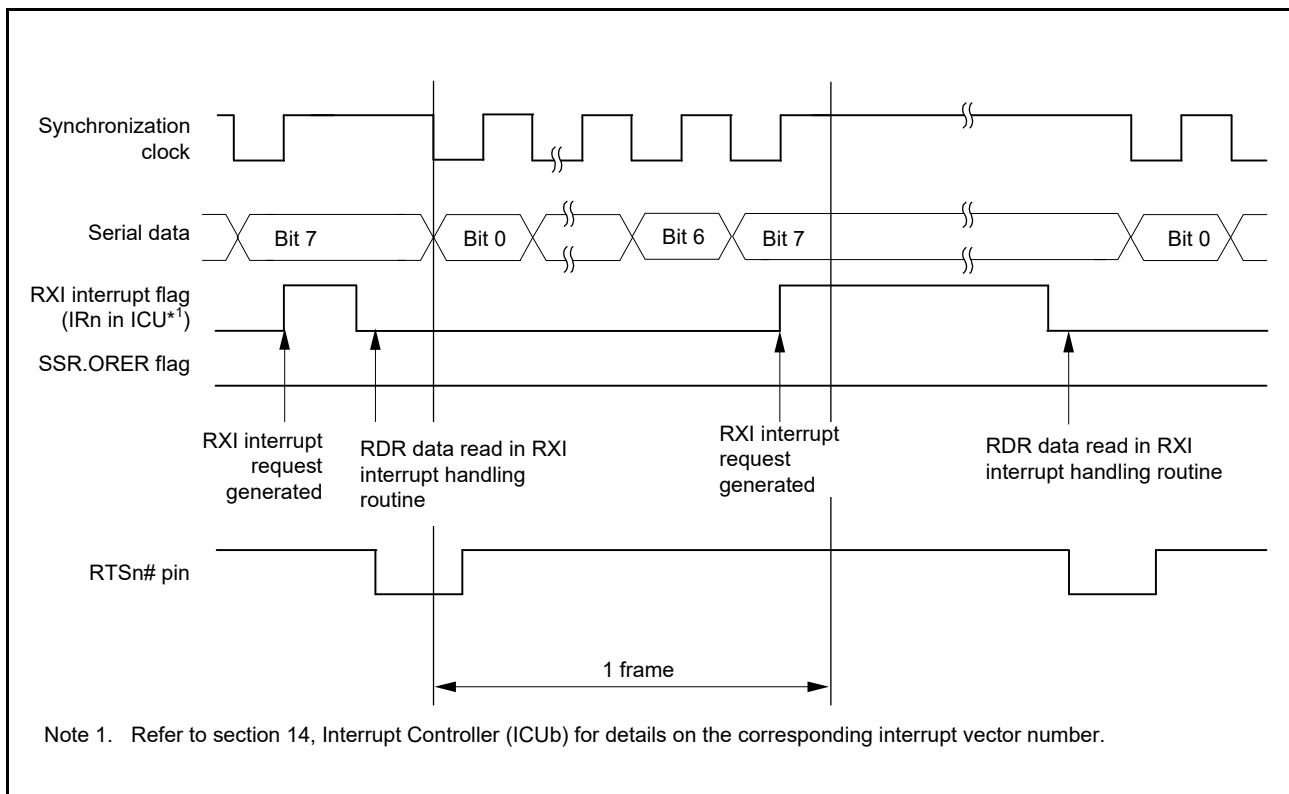 Synchronization
clock
Serial data
Bit 7
Bit 0
Bit 6
Bit 7
Bit 0
RXI interrupt flag
(IRn in ICU*1)
SSR.ORER flag
RXI interrupt
request
generated
RDR data read in RXI
interrupt handling
routine
RXI interrupt
request
generated
RDR data read in RXI
interrupt handling routine
RTSn# pin
1 frame
Note 1. Refer to section 14, Interrupt Controller (ICUb) for details on the corresponding interrupt vector number.